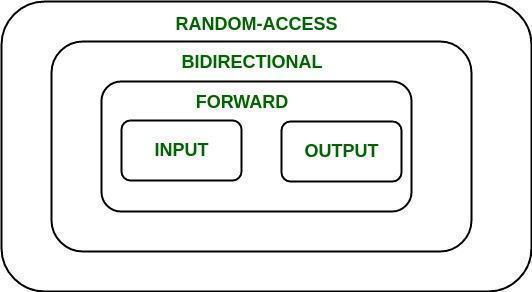 RANDOM-ACCESS
BIDIRECTIONAL
FORWARD
INPUT
OUTPUT